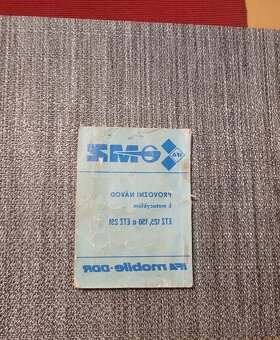 IFA
MZ
PROVOZNÍ NÁVOD
k motocyklům
ETZ 125, 150 a ETZ 251
IFA mobile-DDR